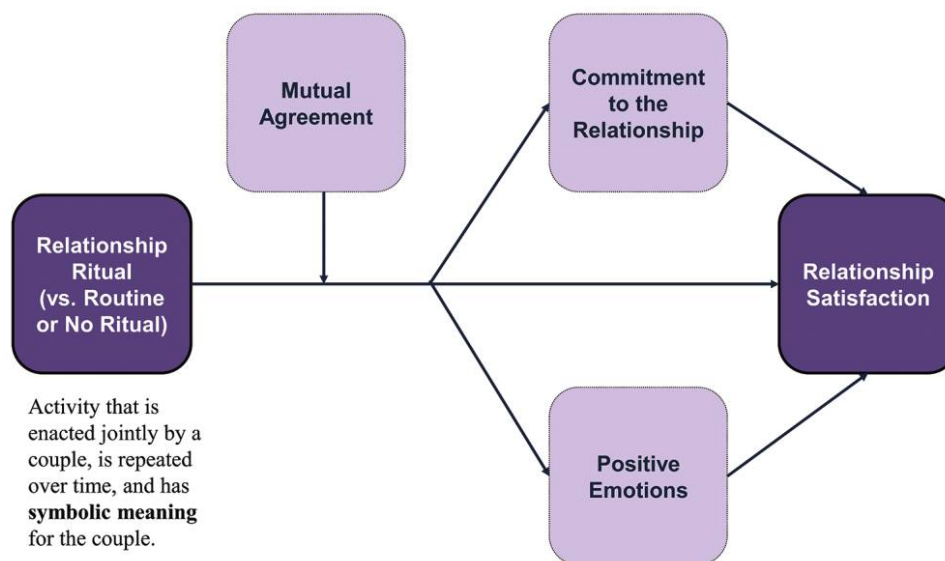 Mutual
Agreement
Commitment
to the
Relationship
Relationship
Ritual
(vs. Routine
or No Ritual)
Relationship
Satisfaction
Activity that is
enacted jointly by a
couple, is repeated
over time, and has
symbolic meaning
for the couple.
Positive
Emotions